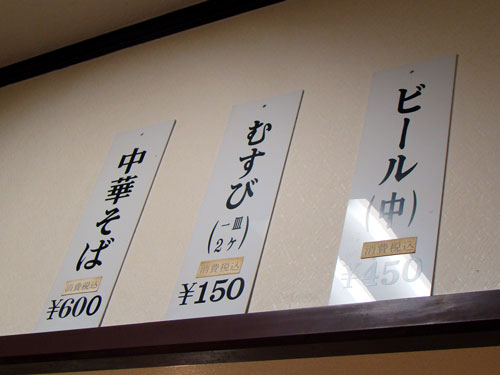 ビール(中)
消費税込
¥450
むすび
(一皿
2ケ)
消費税込
¥150
中華そば
消費税込
¥600